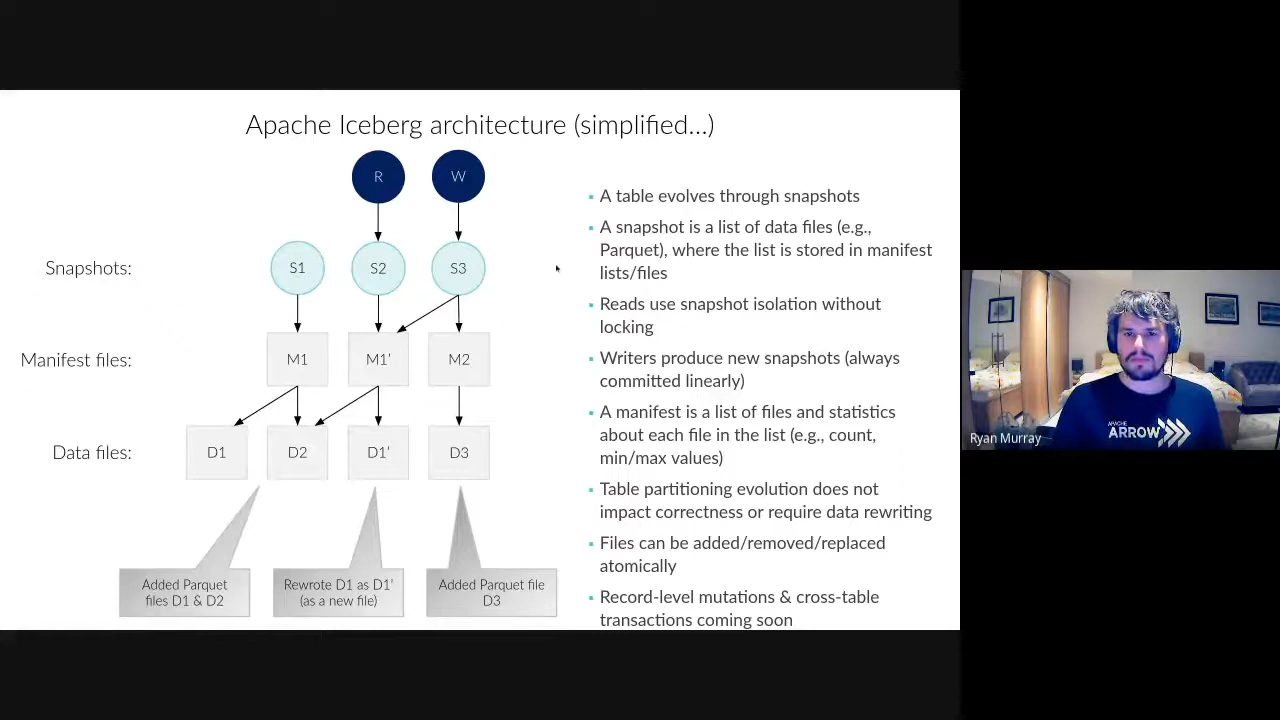 Apache Iceberg architecture (simplified...)
R
W
Snapshots:
S1
S2
S3
Manifest files:
M1
M1'
M2
Data files:
D1
D2
D1'
D3
Added Parquet
files D1 & D2
Rewrote D1 as D1'
(as a new file)
Added Parquet file
D3
▪ A table evolves through snapshots
▪ A snapshot is a list of data files (e.g.,
Parquet), where the list is stored in manifest
lists/files
▪ Reads use snapshot isolation without
locking
▪ Writers produce new snapshots (always
committed linearly)
▪ A manifest is a list of files and statistics
about each file in the list (e.g., count,
min/max values)
▪ Table partitioning evolution does not
impact correctness or require data rewriting
▪ Files can be added/removed/replaced
atomically
▪ Record-level mutations & cross-table
transactions coming soon
APACHE
ARROW
Ryan Murray